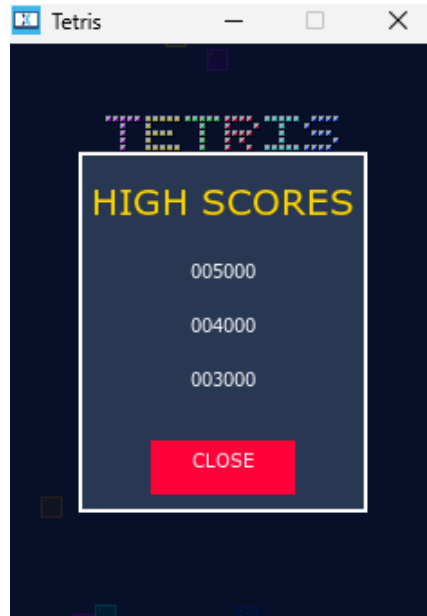 Tetris
TETRIS
HIGH SCORES
005000
004000
003000
CLOSE